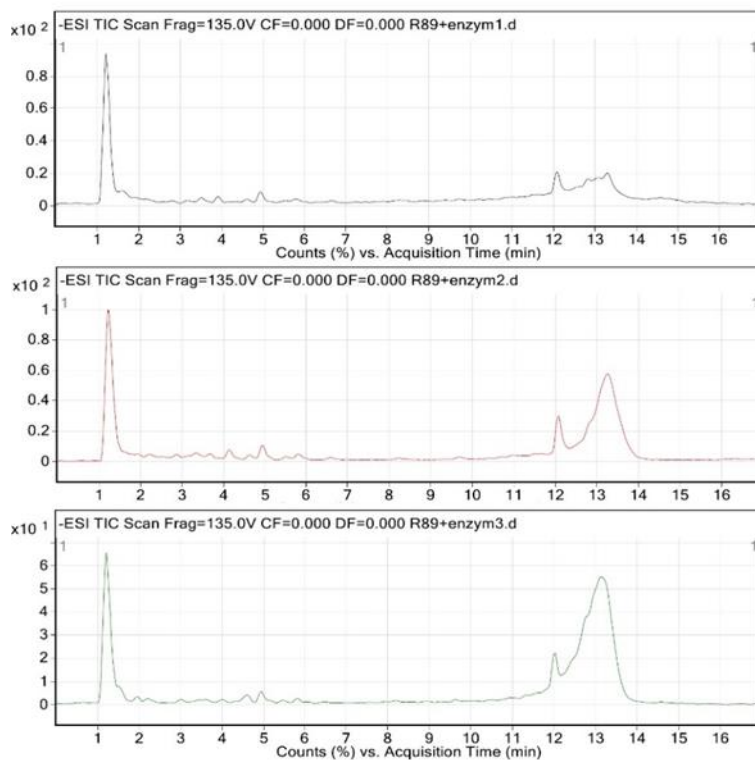 -ESI TIC Scan Frag=135.0V CF=0.000 DF=0.000 R89+enzym1.d
x10 2
1 1
0.8
0.6
0.4
0.2
0
1 2 3 4 5 6 7 8 9 10 11 12 13 14 15 16
Counts (%) vs. Acquisition Time (min)
-ESI TIC Scan Frag=135.0V CF=0.000 DF=0.000 R89+enzym2.d
x10 2
1 1
1
0.8
0.6
0.4
0.2
0
1 2 3 4 5 6 7 8 9 10 11 12 13 14 15 16
Counts (%) vs. Acquisition Time (min)
-ESI TIC Scan Frag=135.0V CF=0.000 DF=0.000 R89+enzym3.d
x10 1
1 1
6
5
4
3
2
1
0
1 2 3 4 5 6 7 8 9 10 11 12 13 14 15 16
Counts (%) vs. Acquisition Time (min)